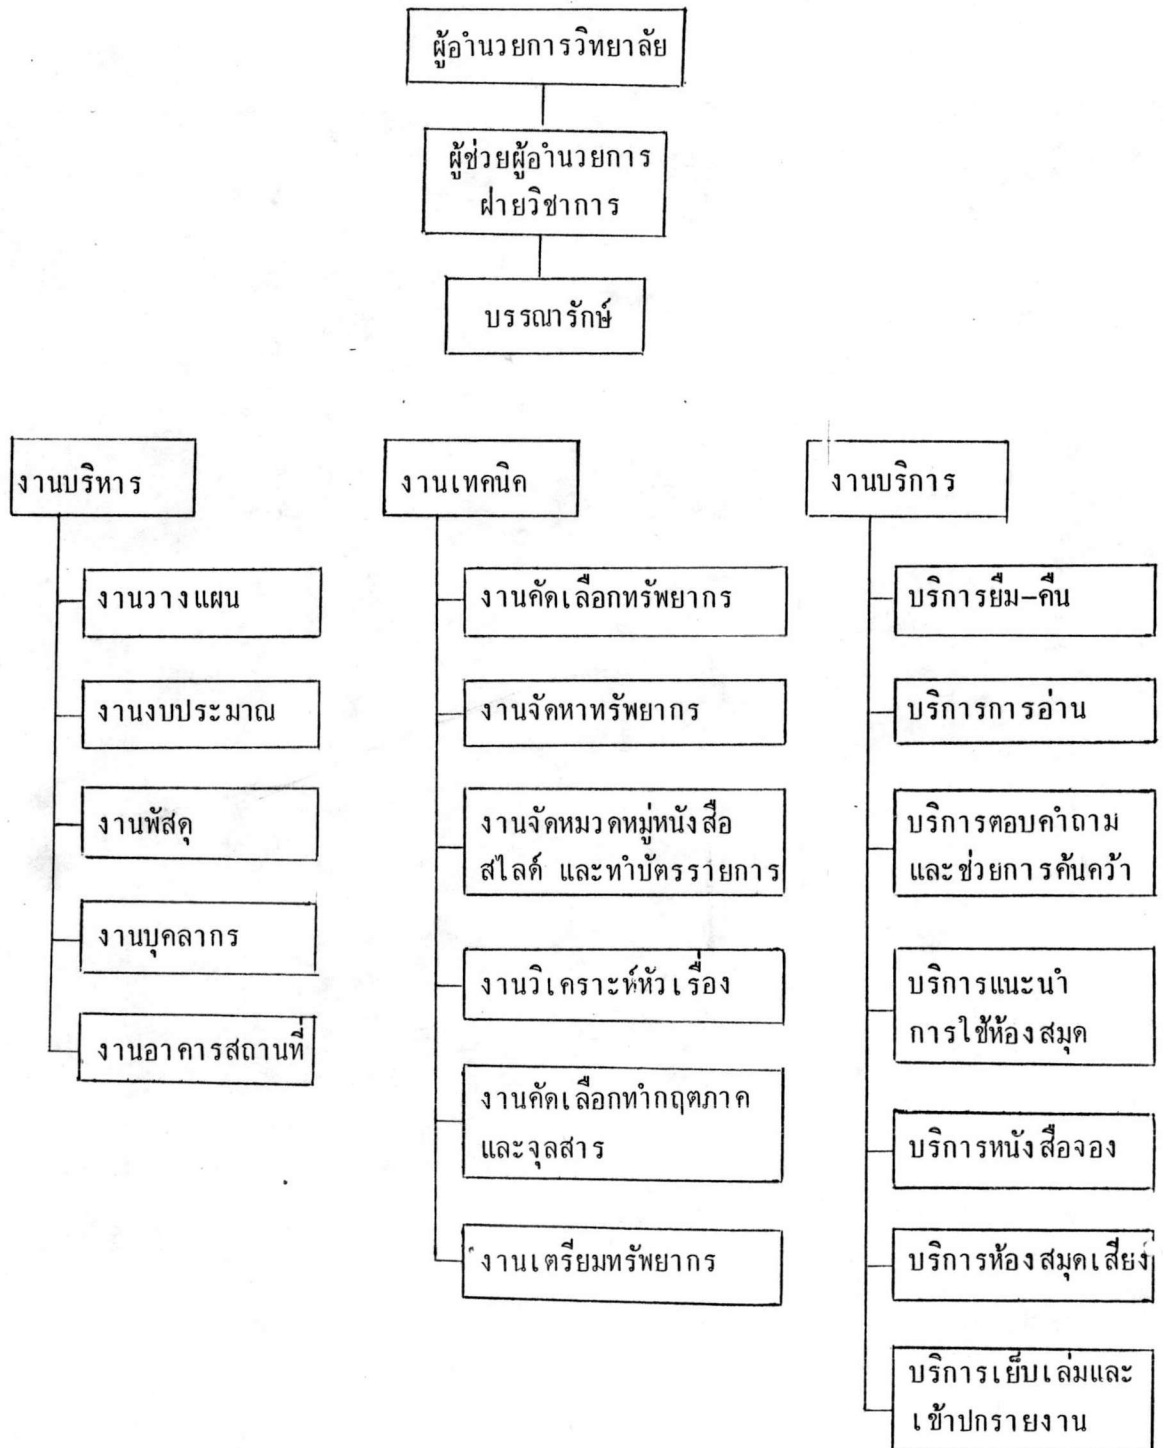 ผู้อำนวยการวิทยาลัย
ผู้ช่วยผู้อำนวยการ
ฝ่ายวิชาการ
บรรณารักษ์
งานบริหาร
งานวางแผน
งานงบประมาณ
งานพัสดุ
งานบุคลากร
งานอาคารสถานที่
งานเทคนิค
งานคัดเลือกทรัพยากร
งานจัดหาทรัพยากร
งานจัดหมวดหมู่หนังสือ
สไลด์ และทำบัตรรายการ
งานวิเคราะห์หัวเรื่อง
งานคัดเลือกทำกฤตภาค
และจุลสาร
งานเตรียมทรัพยากร
งานบริการ
บริการยืม-คืน
บริการการอ่าน
บริการตอบคำถาม
และช่วยการค้นคว้า
บริการแนะนำ
การใช้ห้องสมุด
บริการหนังสือจอง
บริการห้องสมุดเสียง
บริการเย็บเล่มและ
เข้าปกรายงาน